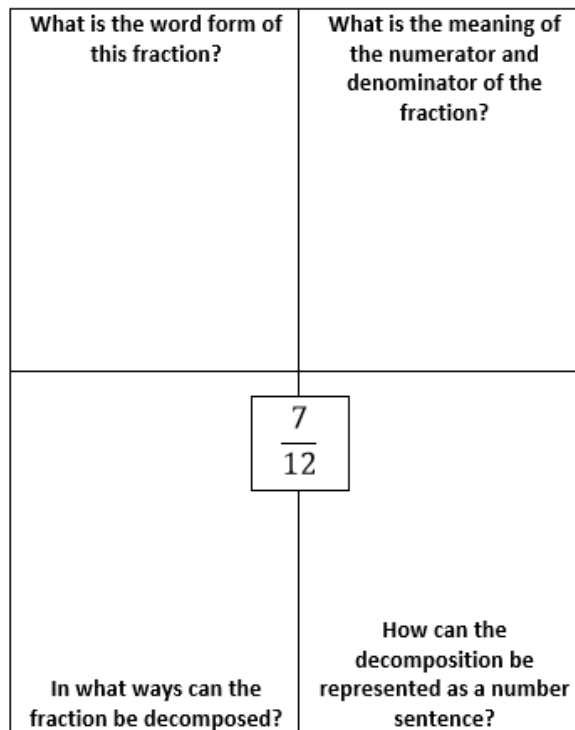 What is the word form of
this fraction?
What is the meaning of
the numerator and
denominator of the
fraction?
7
12
In what ways can the
fraction be decomposed?
How can the
decomposition be
represented as a number
sentence?